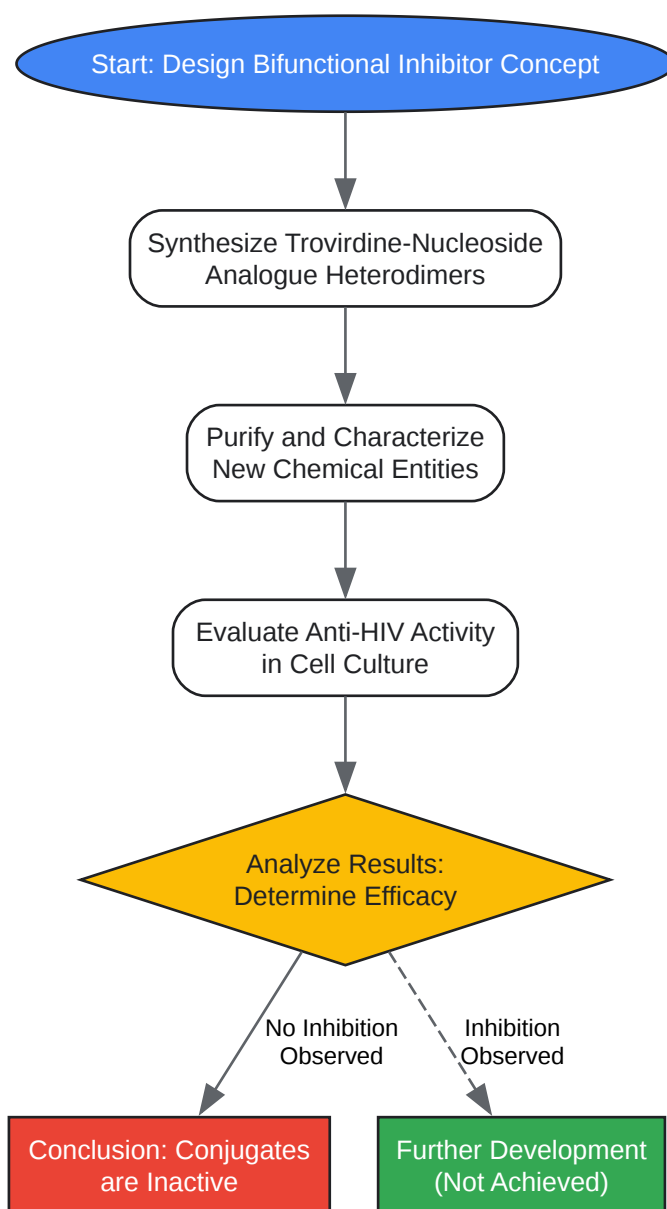 Start: Design Bifunctional Inhibitor Concept
Synthesize Trovirdine-Nucleoside
Analogue Heterodimers
Purify and Characterize
New Chemical Entities
Evaluate Anti-HIV Activity
in Cell Culture
Analyze Results:
Determine Efficacy
No Inhibition
Observed
Inhibition
Observed
Conclusion: Conjugates
are Inactive
Further Development
(Not Achieved)